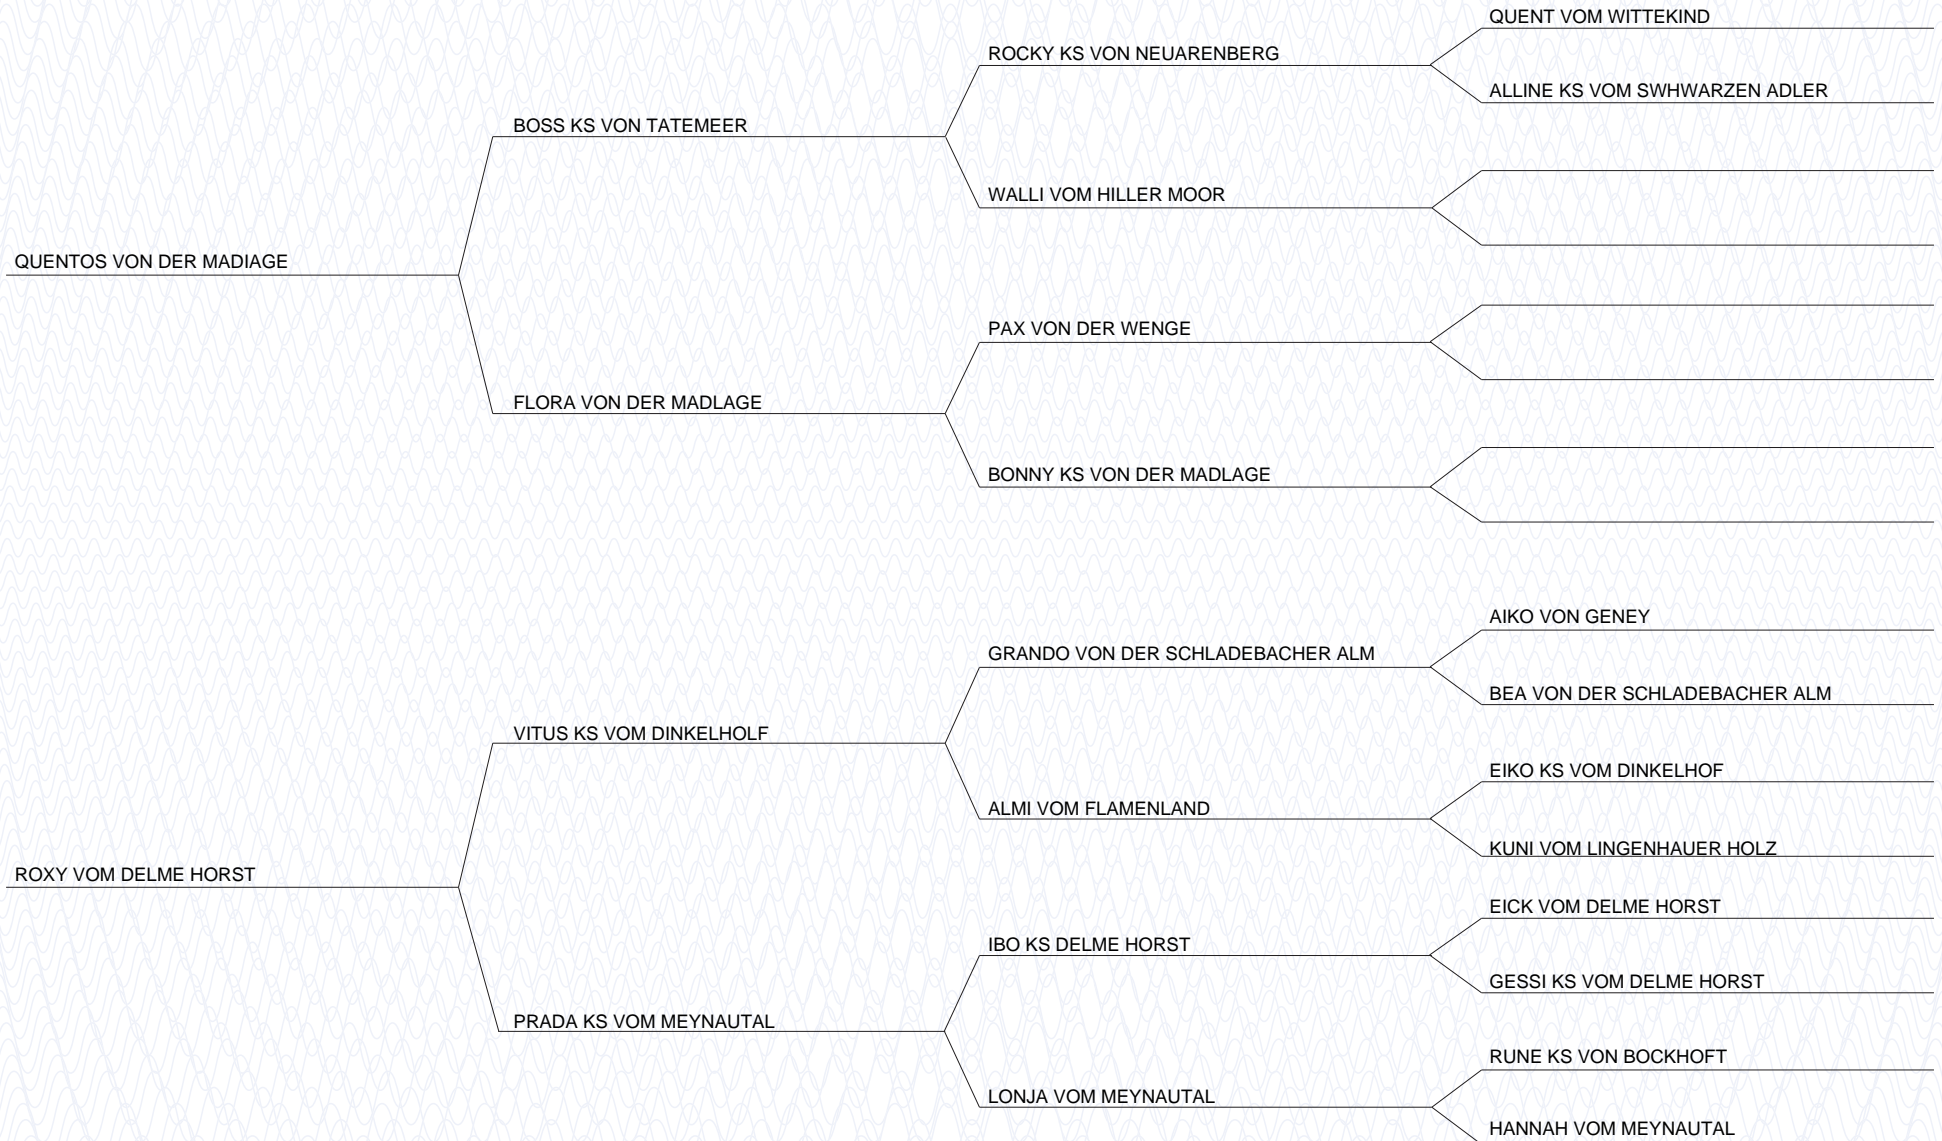 QUENT VOM WITTEKIND
ROCKY KS VON NEUARENBERG
ALLINE KS VOM SWHWARZEN ADLER
BOSS KS VON TATEMEER
WALLI VOM HILLER MOOR
QUENTOS VON DER MADIAGE
PAX VON DER WENGE
FLORA VON DER MADLAGE
BONNY KS VON DER MADLAGE
AIKO VON GENEY
GRANDO VON DER SCHLADEBACHER ALM
BEA VON DER SCHLADEBACHER ALM
VITUS KS VOM DINKELHOLF
EIKO KS VOM DINKELHOF
ALMI VOM FLAMENLAND
KUNI VOM LINGENHAUER HOLZ
ROXY VOM DELME HORST
EICK VOM DELME HORST
IBO KS DELME HORST
GESSI KS VOM DELME HORST
PRADA KS VOM MEYNAUTAL
RUNE KS VON BOCKHOFT
LONJA VOM MEYNAUTAL
HANNAH VOM MEYNAUTAL